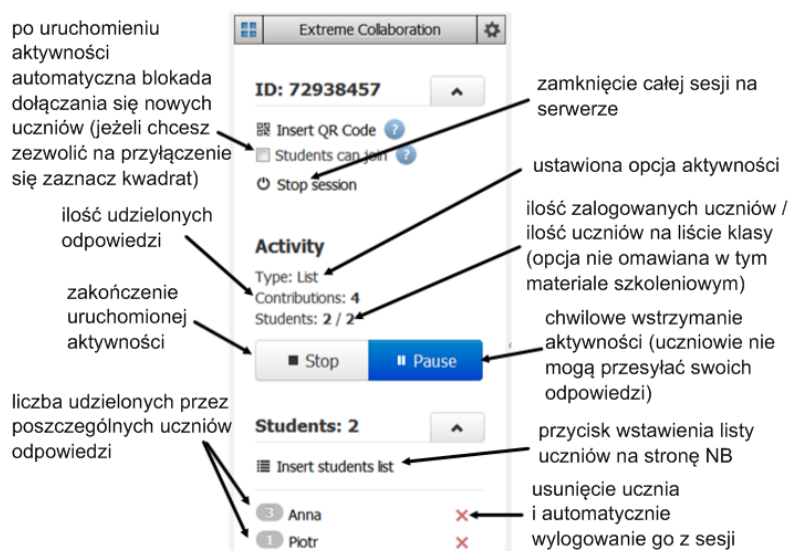 po uruchomieniu
aktywności
automatyczna blokada
dołączania się nowych
uczniów (jeżeli chcesz
zezwolić na przyłączenie
się zaznacz kwadrat)
ilość udzielonych
odpowiedzi
zakończenie
uruchomionej
aktywności
liczba udzielonych przez
poszczególnych uczniów
odpowiedzi
Extreme Collaboration
ID: 72938457
Insert QR Code ?
Students can join ?
Stop session
Activity
Type: List
Contributions: 4
Students: 2 / 2
Stop
Pause
Students: 2
Insert students list
3 Anna
1 Piotr
zamknięcie całej sesji na
serwerze
ustawiona opcja aktywności
ilość zalogowanych uczniów /
ilość uczniów na liście klasy
(opcja nie omawiana w tym
materiale szkoleniowym)
chwilowe wstrzymanie
aktywności (uczniowie nie
mogą przesyłać swoich
odpowiedzi)
przycisk wstawienia listy
uczniów na stronę NB
usunięcie ucznia
i automatycznie
wylogowanie go z sesji